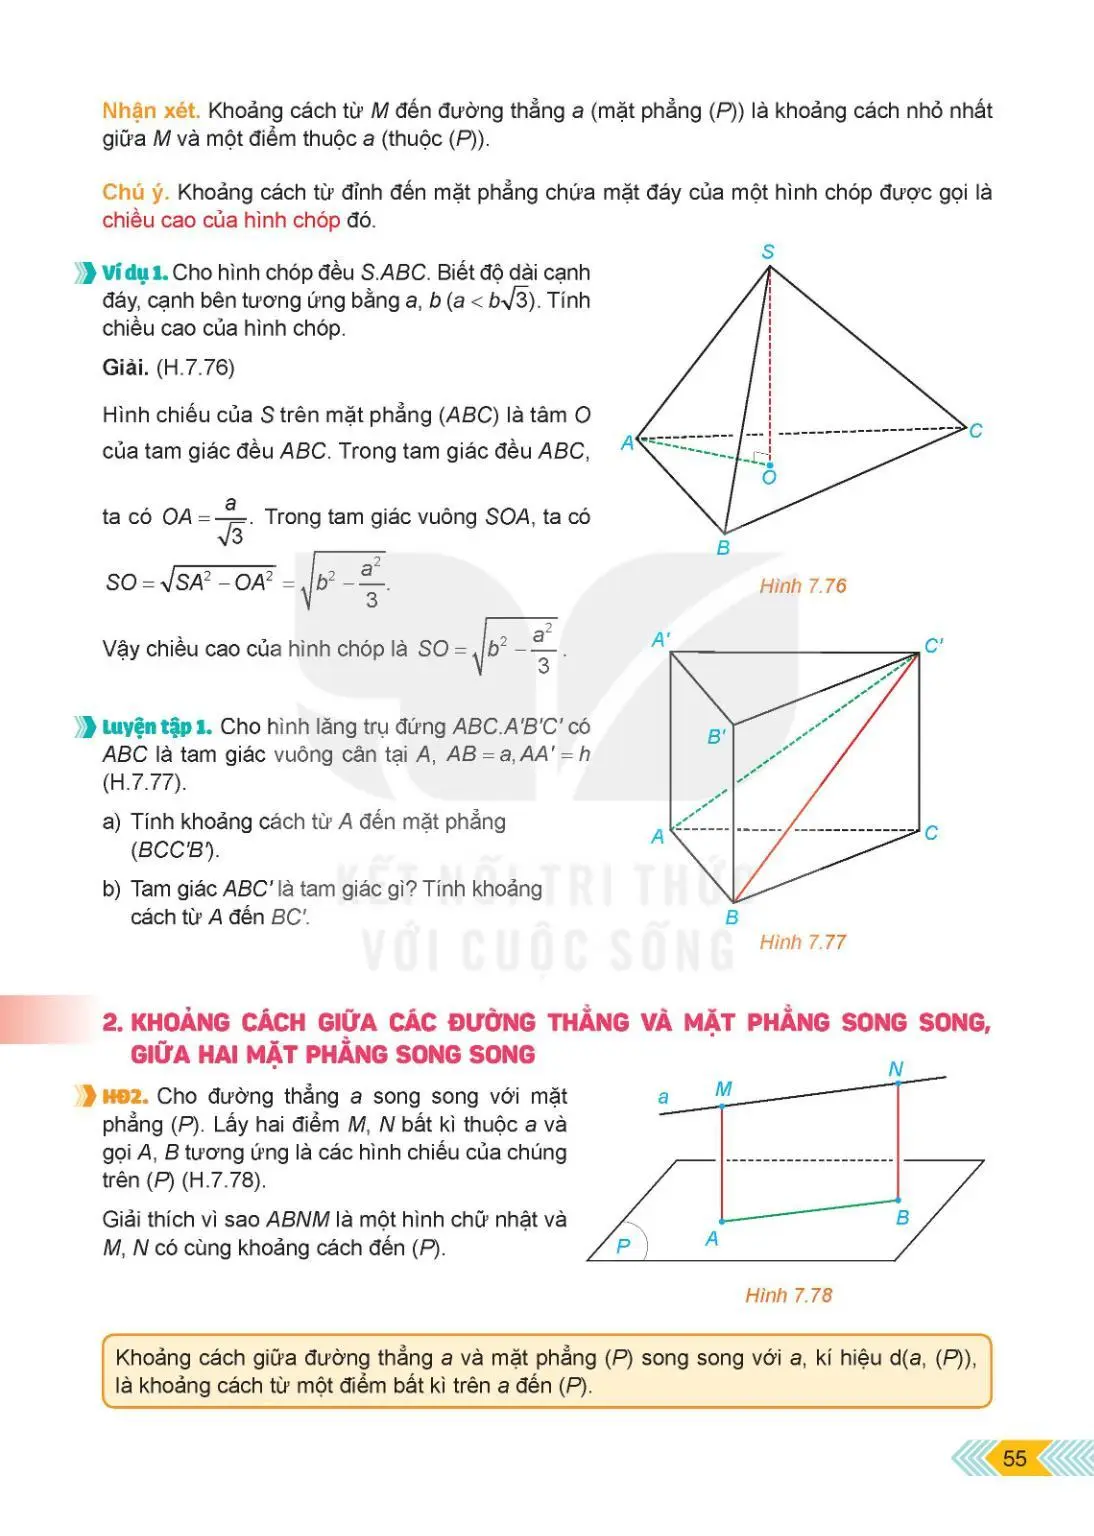 Nhận xét. Khoảng cách từ M đến đường thẳng a (mặt phẳng (P)) là khoảng cách nhỏ nhất
giữa M và một điểm thuộc a (thuộc (P)).
Chú ý. Khoảng cách từ đỉnh đến mặt phẳng chứa mặt đáy của một hình chóp được gọi là
chiều cao của hình chóp đó.
Ví dụ 1. Cho hình chóp đều S.ABC. Biết độ dài cạnh
đáy, cạnh bên tương ứng bằng a, b (a < b√3). Tính
chiều cao của hình chóp.
Giải. (H.7.76)
Hình chiếu của S trên mặt phẳng (ABC) là tâm O
của tam giác đều ABC. Trong tam giác đều ABC,
ta có OA = a/√3. Trong tam giác vuông SOA, ta có
SO = √(SA² − OA²) = √(b² − a²/3).
Vậy chiều cao của hình chóp là SO = √(b² − a²/3).
S
A
C
O
B
Hình 7.76
Luyện tập 1. Cho hình lăng trụ đứng ABC.A'B'C' có
ABC là tam giác vuông cân tại A, AB = a, AA' = h
(H.7.77).
a) Tính khoảng cách từ A đến mặt phẳng
(BCC'B').
b) Tam giác ABC' là tam giác gì? Tính khoảng
cách từ A đến BC'.
A'
C'
B'
A
C
B
Hình 7.77
KẾT NỐI TRI THỨC
VỚI CUỘC SỐNG
2. KHOẢNG CÁCH GIỮA CÁC ĐƯỜNG THẲNG VÀ MẶT PHẲNG SONG SONG,
GIỮA HAI MẶT PHẲNG SONG SONG
HĐ2. Cho đường thẳng a song song với mặt
phẳng (P). Lấy hai điểm M, N bất kì thuộc a và
gọi A, B tương ứng là các hình chiếu của chúng
trên (P) (H.7.78).
Giải thích vì sao ABNM là một hình chữ nhật và
M, N có cùng khoảng cách đến (P).
N
M
a
B
A
P
Hình 7.78
Khoảng cách giữa đường thẳng a và mặt phẳng (P) song song với a, kí hiệu d(a, (P)),
là khoảng cách từ một điểm bất kì trên a đến (P).
55